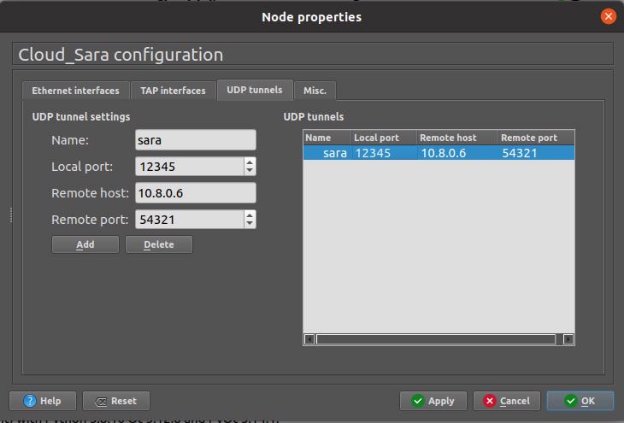 Node properties
Cloud_Sara configuration
Ethernet interfaces TAP interfaces UDP tunnels Misc.
UDP tunnel settings
Name: sara
Local port: 12345
Remote host: 10.8.0.6
Remote port: 54321
Add Delete
UDP tunnels
Name Local port Remote host Remote port
sara 12345 10.8.0.6 54321
Help Reset Apply Cancel OK